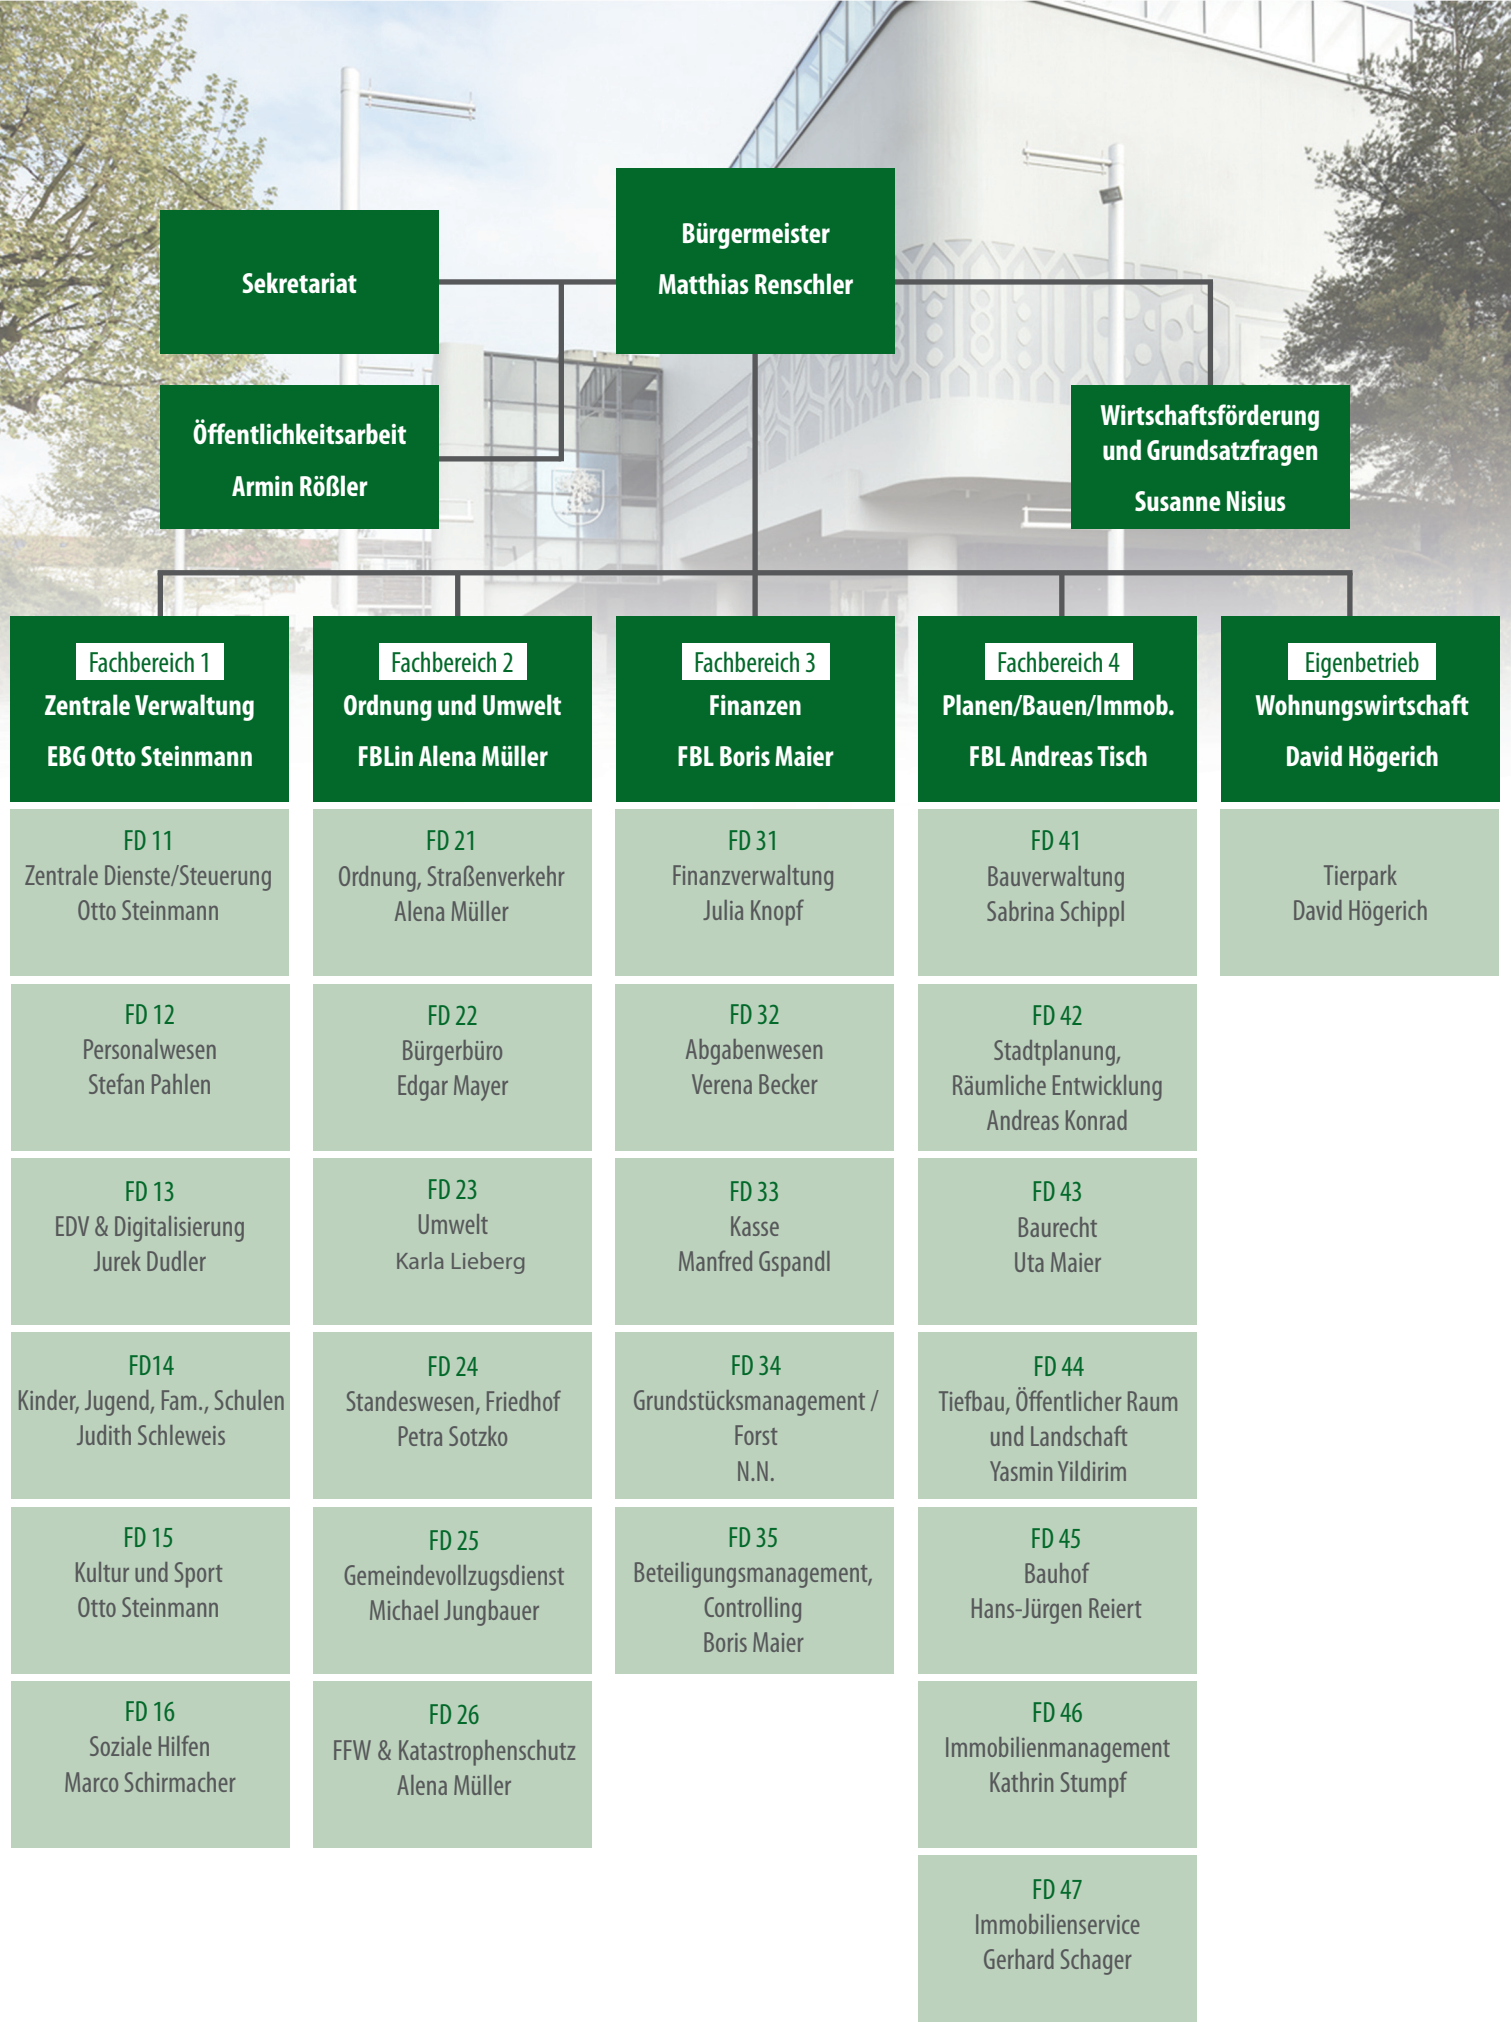 Sekretariat
Bürgermeister
Matthias Renschler
Öffentlichkeitsarbeit
Armin Rößler
Wirtschaftsförderung
und Grundsatzfragen
Susanne Nisius
Fachbereich 1
Zentrale Verwaltung
EBG Otto Steinmann
FD 11
Zentrale Dienste/Steuerung
Otto Steinmann
FD 12
Personalwesen
Stefan Pahlen
FD 13
EDV & Digitalisierung
Jurek Dudler
FD14
Kinder, Jugend, Fam., Schulen
Judith Schleweis
FD 15
Kultur und Sport
Otto Steinmann
FD 16
Soziale Hilfen
Marco Schirmacher
Fachbereich 2
Ordnung und Umwelt
FBLin Alena Müller
FD 21
Ordnung, Straßenverkehr
Alena Müller
FD 22
Bürgerbüro
Edgar Mayer
FD 23
Umwelt
Karla Lieberg
FD 24
Standeswesen, Friedhof
Petra Sotzko
FD 25
Gemeindevollzugsdienst
Michael Jungbauer
FD 26
FFW & Katastrophenschutz
Alena Müller
Fachbereich 3
Finanzen
FBL Boris Maier
FD 31
Finanzverwaltung
Julia Knopf
FD 32
Abgabenwesen
Verena Becker
FD 33
Kasse
Manfred Gspandl
FD 34
Grundstücksmanagement /
Forst
N.N.
FD 35
Beteiligungsmanagement,
Controlling
Boris Maier
Fachbereich 4
Planen/Bauen/Immob.
FBL Andreas Tisch
FD 41
Bauverwaltung
Sabrina Schippl
FD 42
Stadtplanung,
Räumliche Entwicklung
Andreas Konrad
FD 43
Baurecht
Uta Maier
FD 44
Tiefbau, Öffentlicher Raum
und Landschaft
Yasmin Yildirim
FD 45
Bauhof
Hans-Jürgen Reiert
FD 46
Immobilienmanagement
Kathrin Stumpf
FD 47
Immobilienservice
Gerhard Schager
Eigenbetrieb
Wohnungswirtschaft
David Högerich
Tierpark
David Högerich